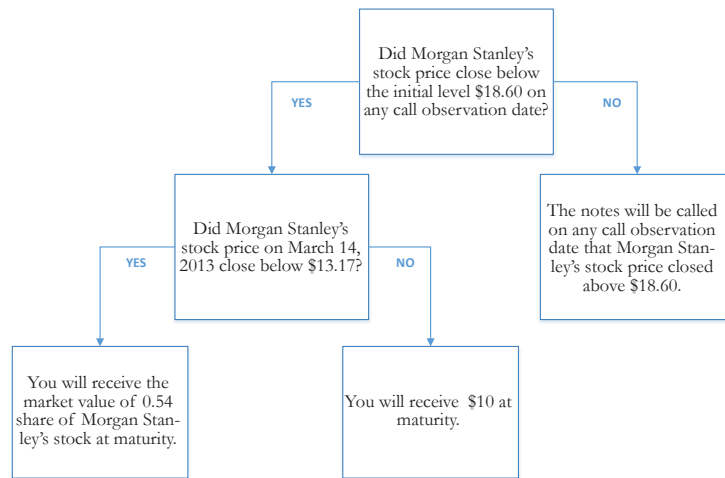 Did Morgan Stanley's
stock price close below
the initial level $18.60 on
any call observation date?
YES
NO
Did Morgan Stanley's
stock price on March 14,
2013 close below $13.17?
The notes will be called
on any call observation
date that Morgan Stan-
ley's stock price closed
above $18.60.
YES
NO
You will receive the
market value of 0.54
share of Morgan Stan-
ley's stock at maturity.
You will receive $10 at
maturity.